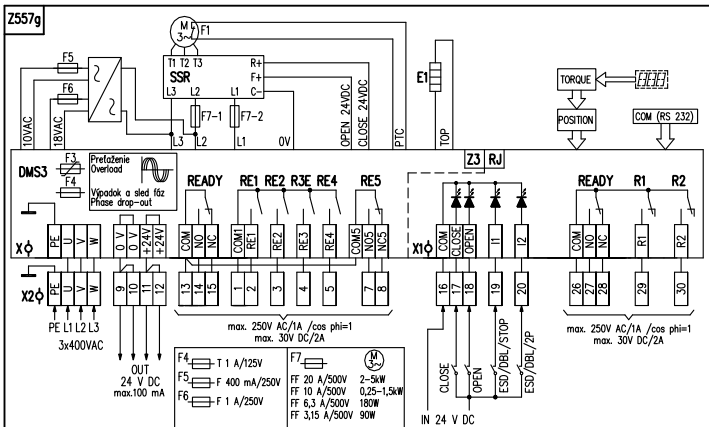 Z557g
M
3~
F1
T1 T2 T3
SSR
R+
F+
C-
L3 L2 L1
F5
F6
F7-1
F7-2
10VAC
18VAC
L3 L2 L1
0V
OPEN 24VDC
CLOSE 24VDC
PTC
E1
TOP
TORQUE
POSITION
COM (RS 232)
DMS3
F3
F4
Preťaženie
Overload
Výpadok a sled fáz
Phase drop-out
Z3 RJ
READY RE1 RE2 R3E RE4 RE5
READY R1 R2
X
PE U V W
0 V 0 V +24V +24V
COM NO NC
COM1 RE1 RE2 RE3 RE4
COM5 NO5 NC5
X1
COM CLOSE OPEN I1 I2
COM NO NC R1 R2
X2
PE U V W
9 10 11 12
13 14 15
1 2 3 4 5
6 7 8
16 17 18 19 20
26 27 28 29 30
PE L1 L2 L3
3x400VAC
OUT
24 V DC
max.100 mA
max. 250V AC/1A /cos phi=1
max. 30V DC/2A
max. 250V AC/1A /cos phi=1
max. 30V DC/2A
F4 T 1 A/125V
F5 F 400 mA/250V
F6 F 1 A/250V
F7
M
3~
FF 20 A/500V 2-5kW
FF 10 A/500V 0,25-1,5kW
FF 6,3 A/500V 180W
FF 3,15 A/500V 90W
CLOSE
OPEN
ESD/DBL/STOP
ESD/DBL/2P
IN 24 V DC